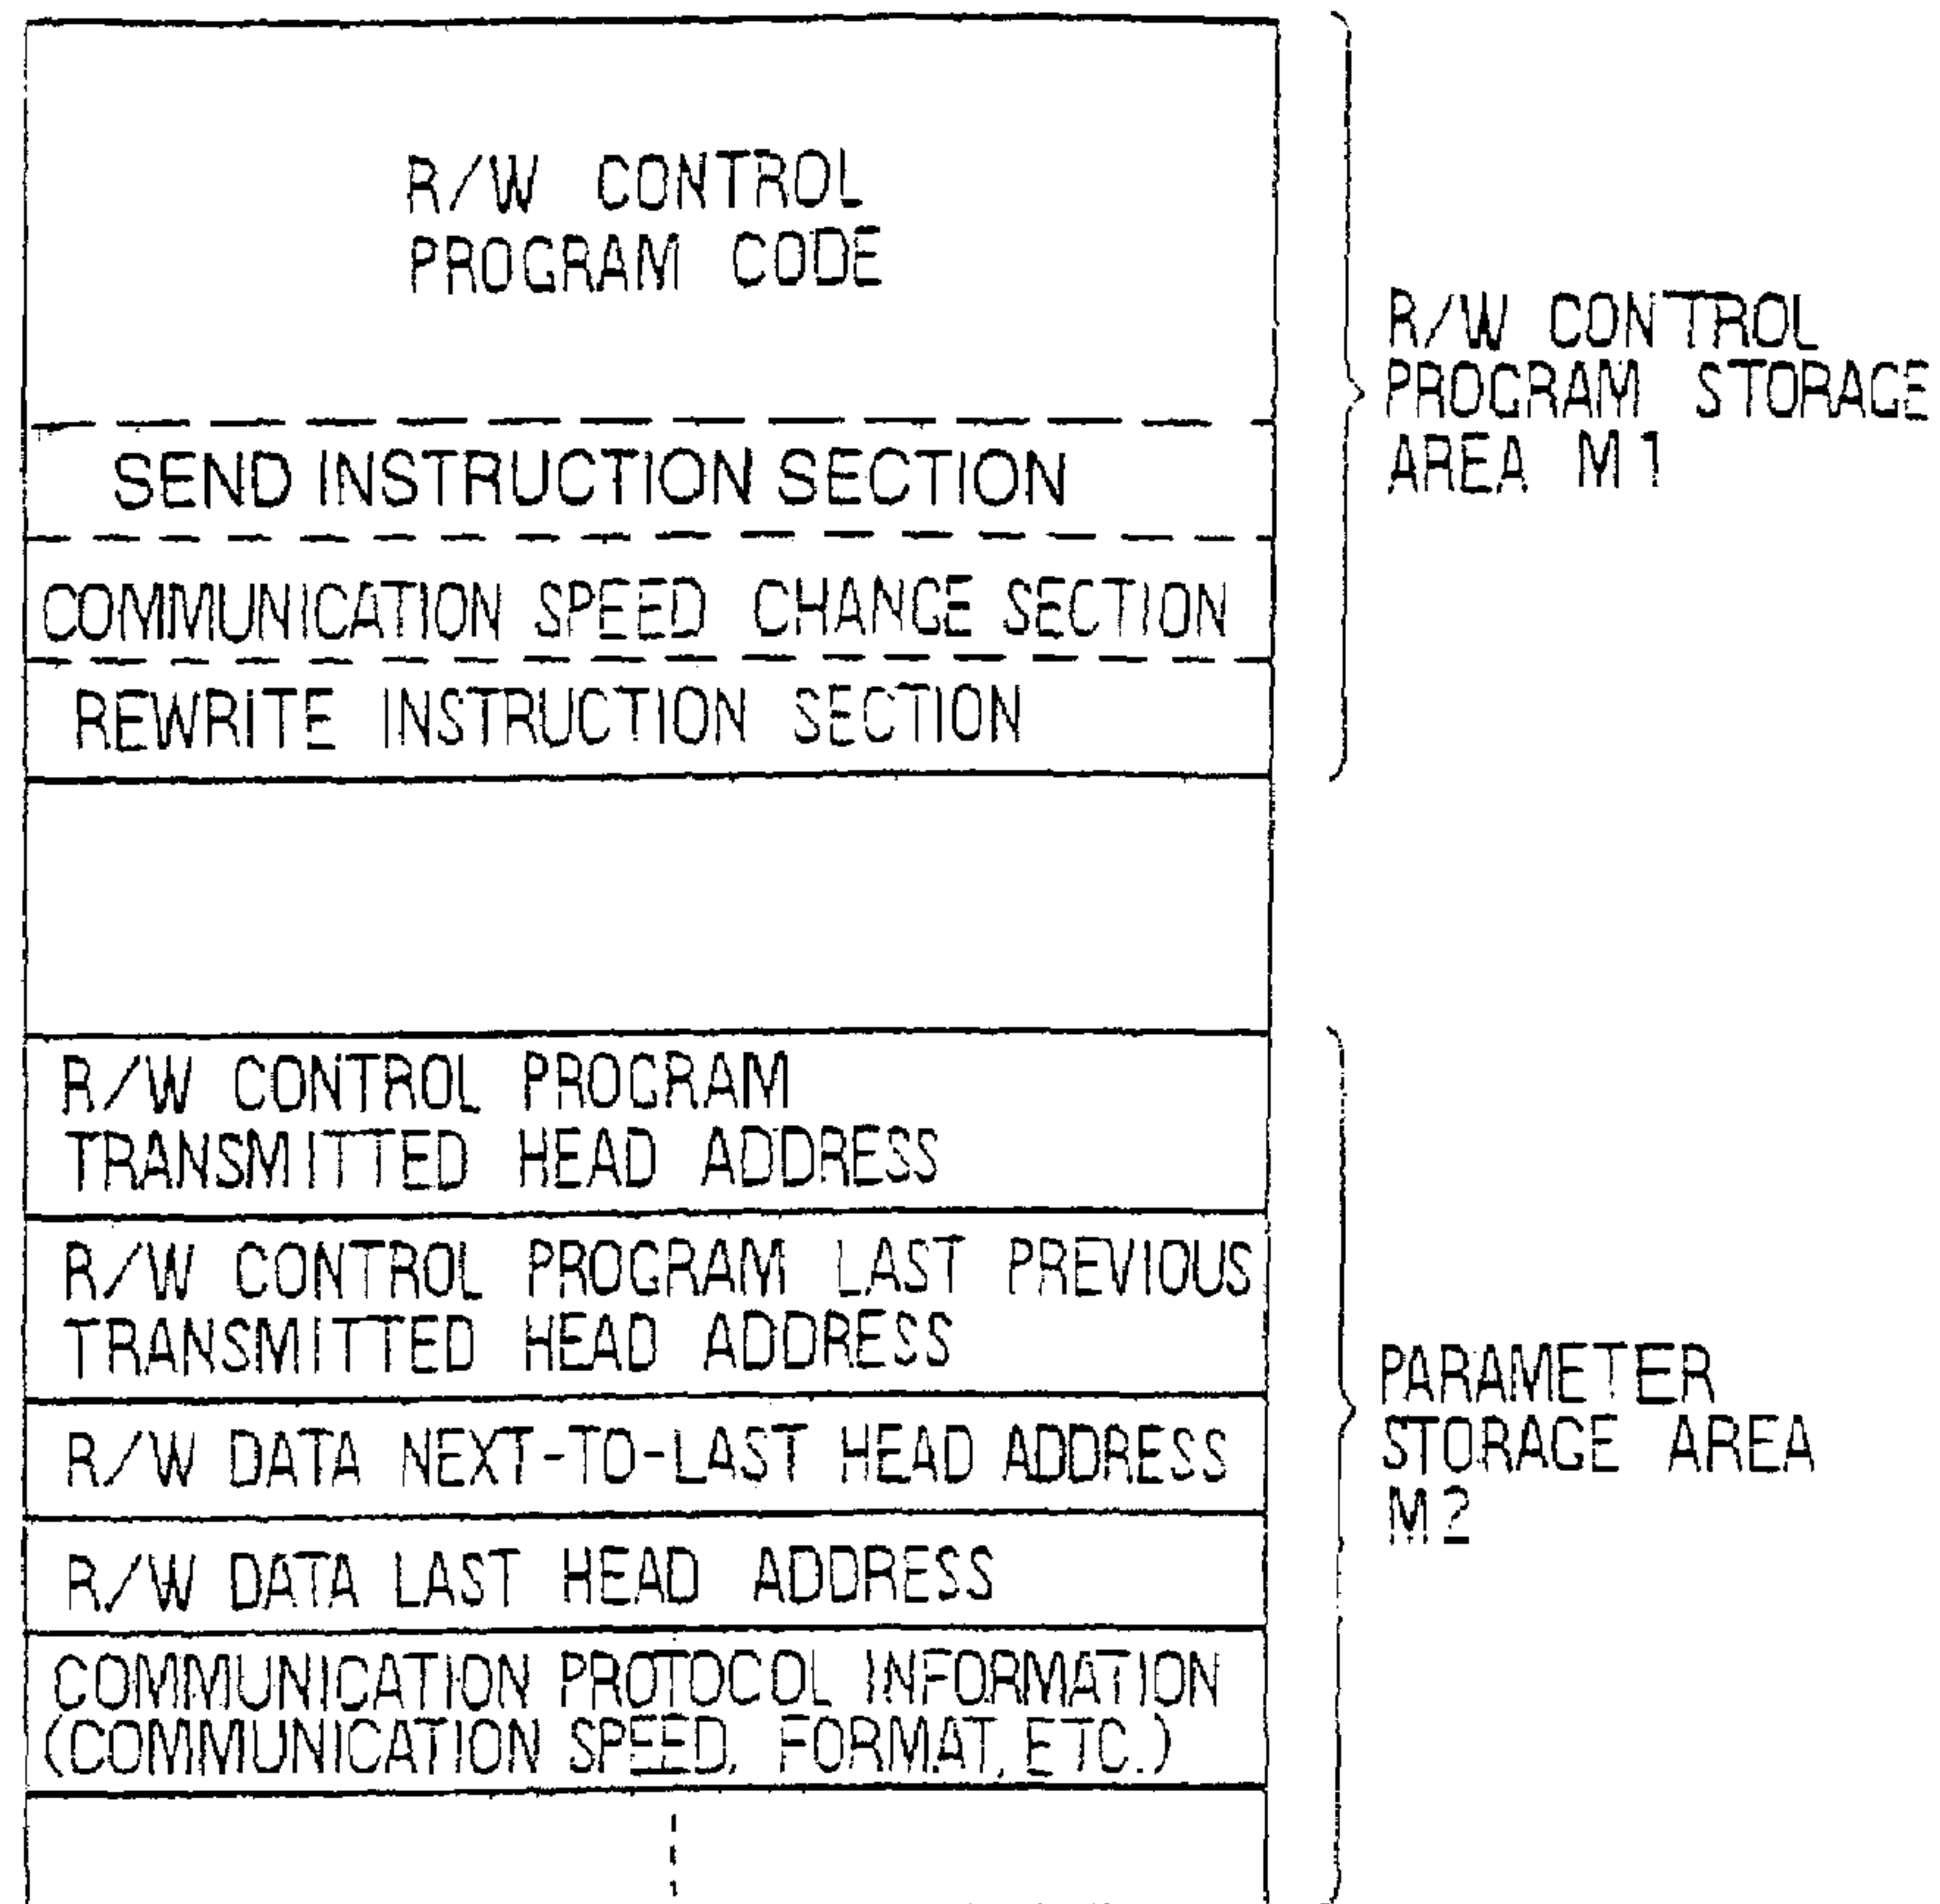 R/W CONTROL
PROGRAM CODE
SEND INSTRUCTION SECTION
COMMUNICATION SPEED CHANGE SECTION
REWRITE INSTRUCTION SECTION
R/W CONTROL
PROGRAM STORAGE
AREA M1
R/W CONTROL PROGRAM
TRANSMITTED HEAD ADDRESS
R/W CONTROL PROGRAM LAST PREVIOUS
TRANSMITTED HEAD ADDRESS
R/W DATA NEXT-TO-LAST HEAD ADDRESS
R/W DATA LAST HEAD ADDRESS
COMMUNICATION PROTOCOL INFORMATION
(COMMUNICATION SPEED, FORMAT, ETC.)
PARAMETER
STORAGE AREA
M2